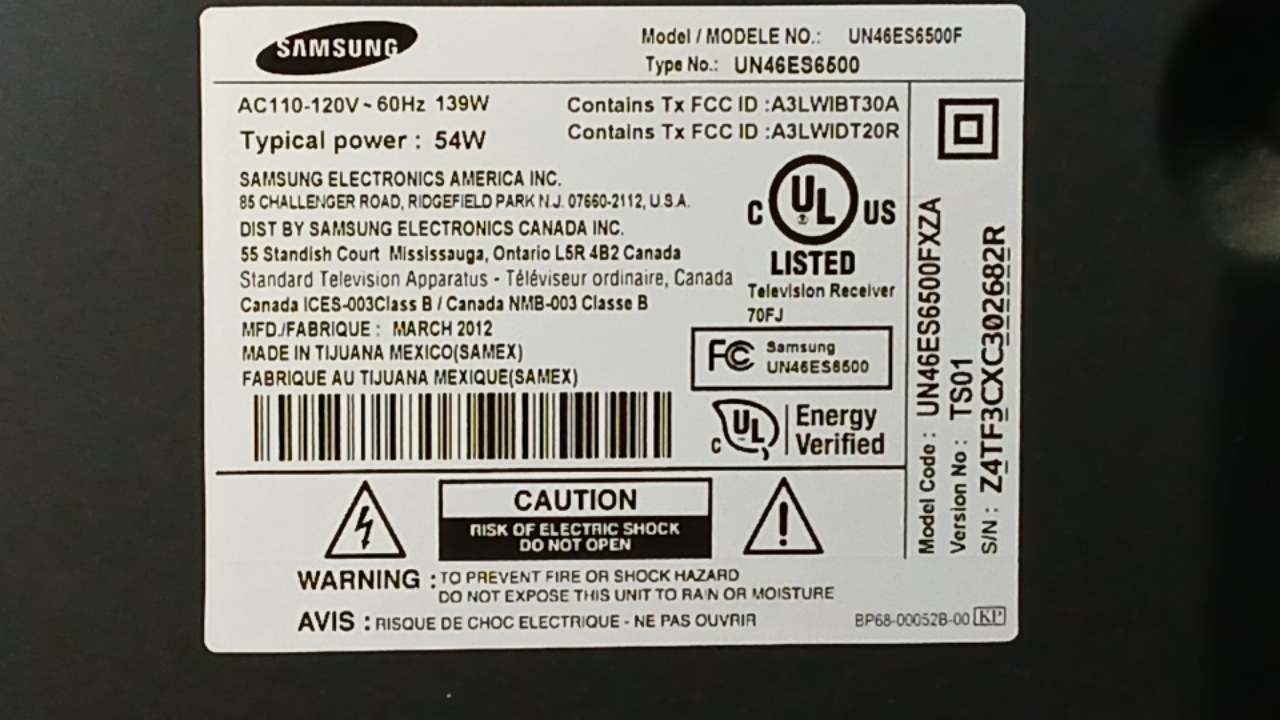 SAMSUNG
Model / MODELE NO.: UN46ES6500F
Type No.: UN46ES6500
AC110-120V ~ 60Hz 139W
Typical power : 54W
Contains Tx FCC ID :A3LWIBT30A
Contains Tx FCC ID :A3LWIDT20R
SAMSUNG ELECTRONICS AMERICA INC.
85 CHALLENGER ROAD, RIDGEFIELD PARK N.J. 07660-2112, U.S.A.
DIST BY SAMSUNG ELECTRONICS CANADA INC.
55 Standish Court Mississauga, Ontario L5R 4B2 Canada
Standard Television Apparatus - Téléviseur ordinaire, Canada
Canada ICES-003Class B / Canada NMB-003 Classe B
MFD./FABRIQUE : MARCH 2012
MADE IN TIJUANA MEXICO(SAMEX)
FABRIQUE AU TIJUANA MEXIQUE(SAMEX)
C UL US
LISTED
Television Receiver
70FJ
FC Samsung
UN46ES6500
C UL Energy
Verified
Model Code : UN46ES6500FXZA
Version No : TS01
S/N : Z4TF3CXC302682R
CAUTION
RISK OF ELECTRIC SHOCK
DO NOT OPEN
WARNING : TO PREVENT FIRE OR SHOCK HAZARD
DO NOT EXPOSE THIS UNIT TO RAIN OR MOISTURE
AVIS : RISQUE DE CHOC ELECTRIQUE - NE PAS OUVRIR
BP68-00052B-00 KP